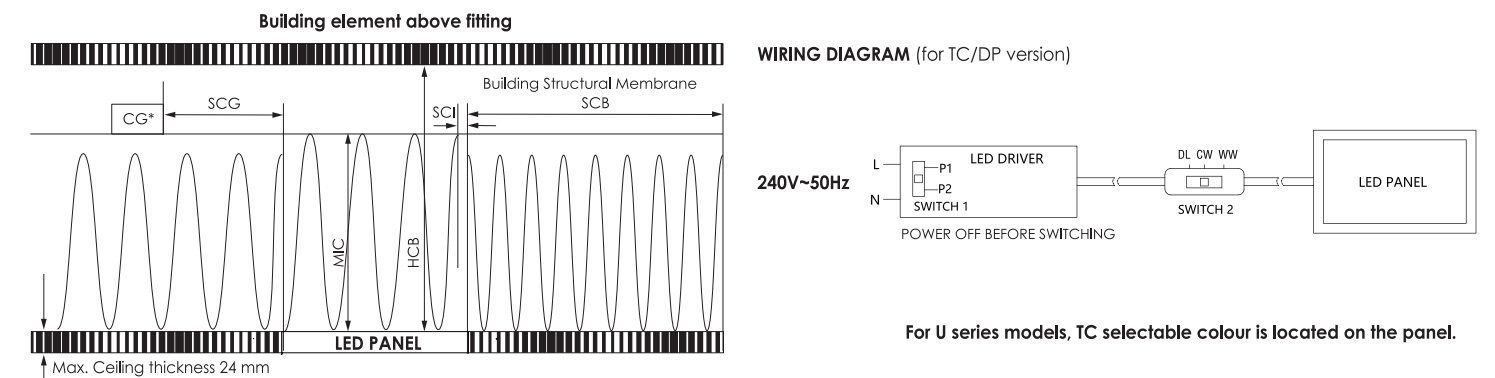 Building element above fitting
Building Structural Membrane
SCG
SCI
SCB
CG*
MIC
HCB
LED PANEL
Max. Ceiling thickness 24 mm
WIRING DIAGRAM (for TC/DP version)
240V~50Hz
L
N
P1
P2
SWITCH 1
LED DRIVER
POWER OFF BEFORE SWITCHING
DL CW WW
SWITCH 2
LED PANEL
For U series models, TC selectable colour is located on the panel.